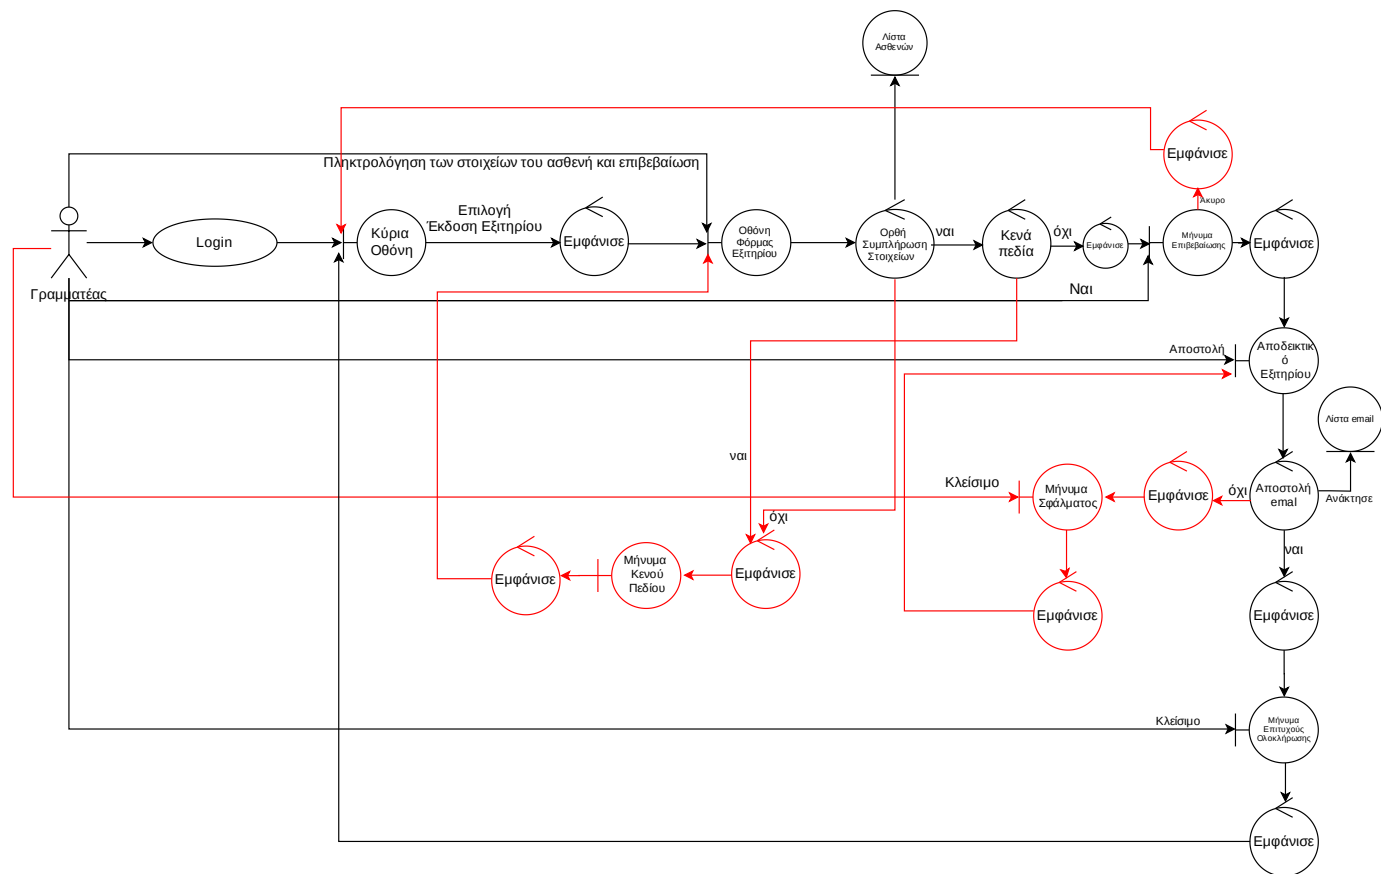 Λίστα
Ασθενών
Εμφάνισε
Πληκτρολόγηση των στοιχείων του ασθενή και επιβεβαίωση
Άκυρο
Γραμματέας
Login
Κύρια
Οθόνη
Επιλογή
Έκδοση Εξιτηρίου
Εμφάνισε
Οθόνη
Φόρμας
Εξιτηρίου
Ορθή
Συμπλήρωση
Στοιχείων
ναι
Κενά
πεδία
όχι
Εμφάνισε
Μήνυμα
Επιβεβαίωσης
Εμφάνισε
Ναι
Αποστολή
Αποδεικτικ
ό
Εξιτηρίου
Λίστα email
ναι
Κλείσιμο
Μήνυμα
Σφάλματος
Εμφάνισε
όχι
Αποστολή
emal
Ανάκτησε
όχι
ναι
Εμφάνισε
Μήνυμα
Κενού
Πεδίου
Εμφάνισε
Εμφάνισε
Εμφάνισε
Κλείσιμο
Μήνυμα
Επιτυχούς
Ολοκλήρωσης
Εμφάνισε